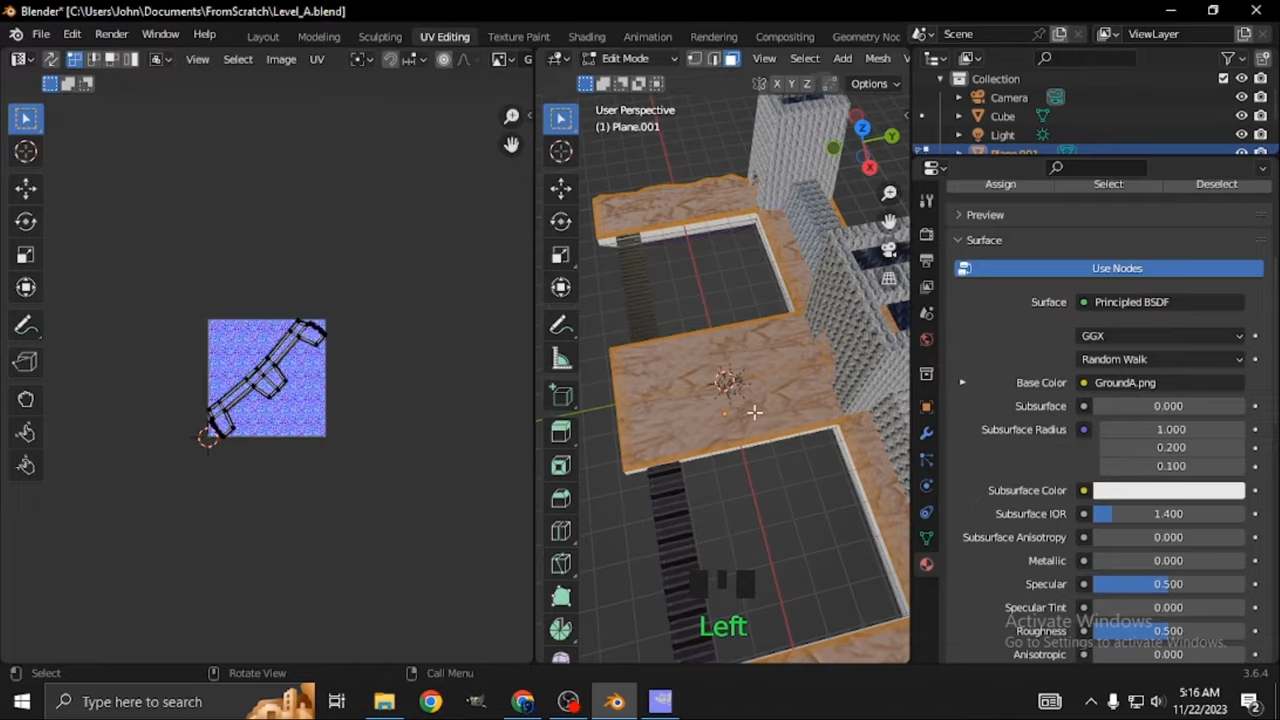 Blender* [C:\Users\John\Documents\FromScratch\Level_A.blend]
File Edit Render Window Help Layout Modeling Sculpting UV Editing Texture Paint Shading Animation Rendering Compositing Geometry Noc Scene ViewLayer
View Select Image UV Edit Mode View Select Add Mesh
X Y Z Options
Collection
User Perspective
(1) Plane.001
Camera
Cube
Light
Plane.001
Z Y X
Assign Select Deselect
Preview
Surface
Use Nodes
Surface Principled BSDF
GGX
Random Walk
Base Color GroundA.png
Subsurface 0.000
Subsurface Radius 1.000
0.200
0.100
Subsurface Color
Subsurface IOR 1.400
Subsurface Anisotropy 0.000
Metallic 0.000
Specular 0.500
Specular Tint 0.000
Roughness 0.500
Anisotropic 0.000
Activate Windows
Go to Settings to activate Windows.
Left
Select Rotate View Call Menu 3.6.4
Type here to search
5:16 AM
11/22/2023
2